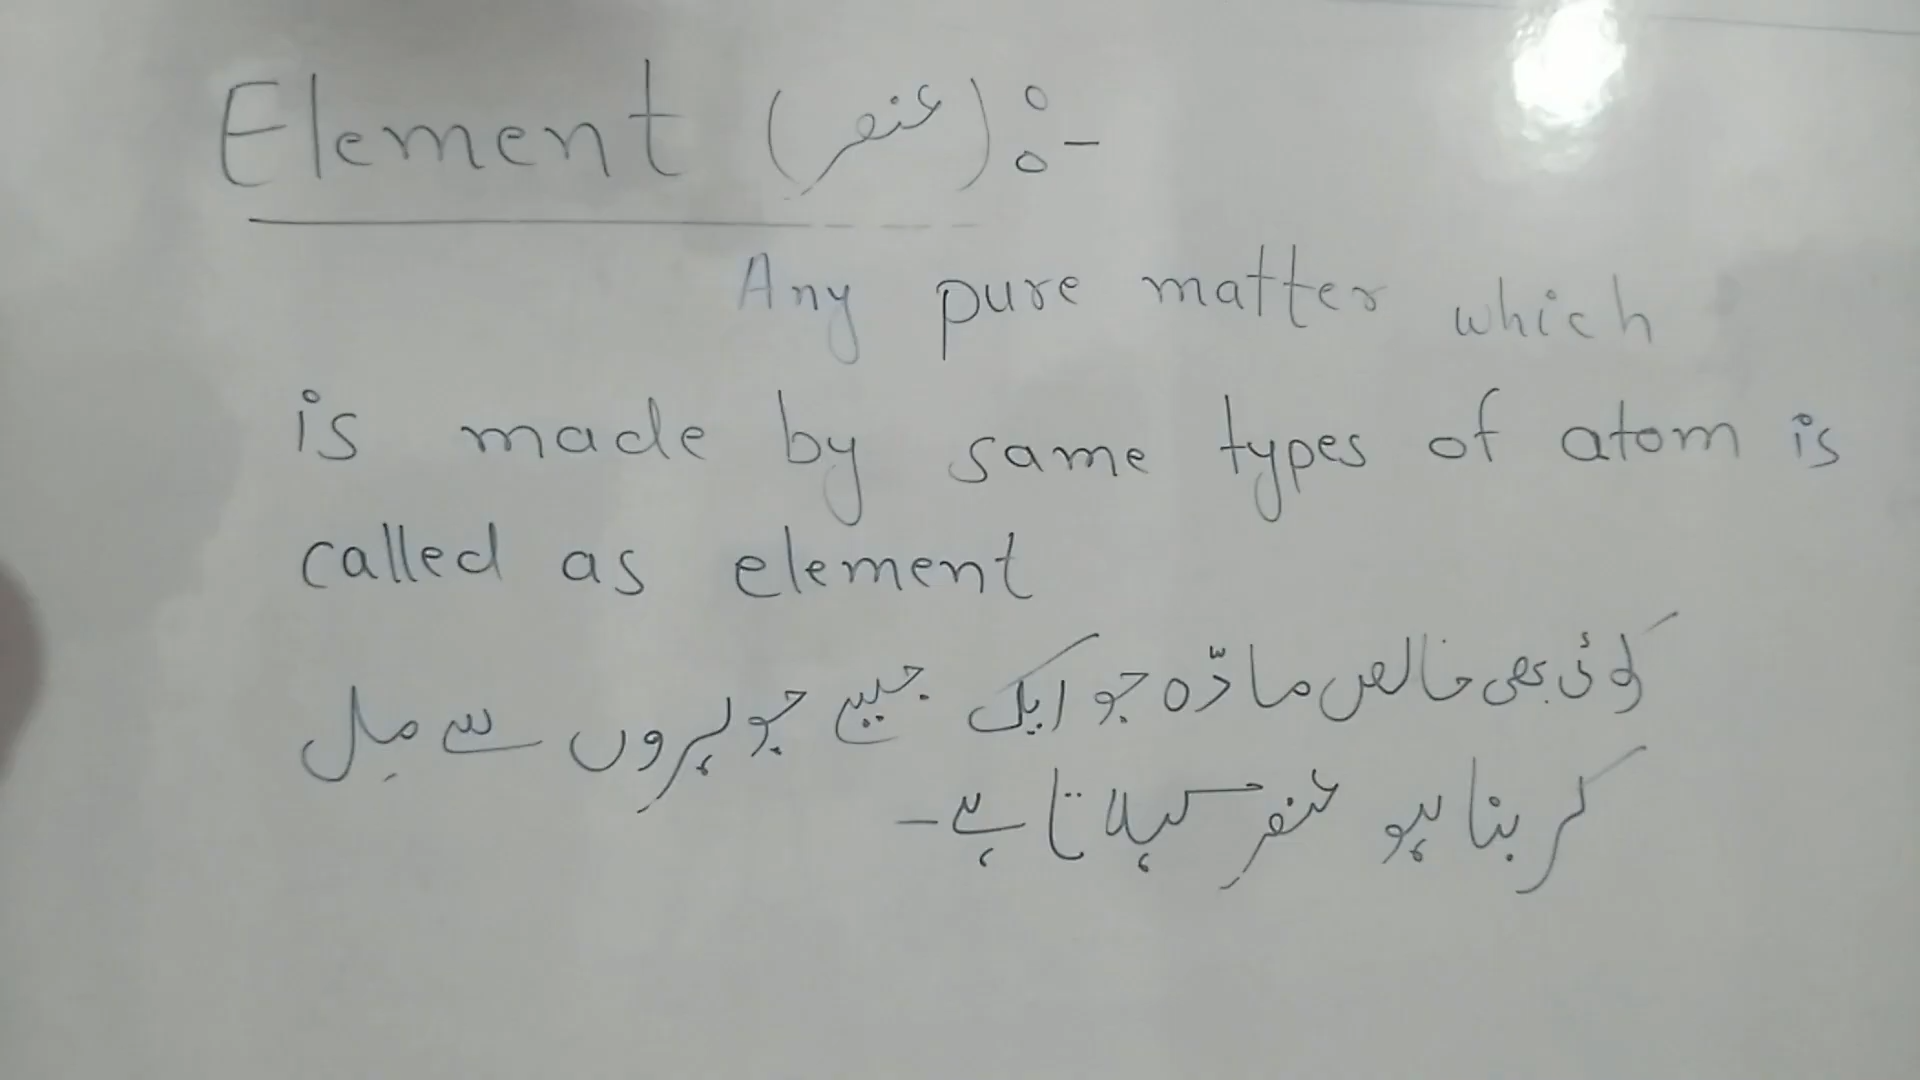 Element (عنصر) :-
Any pure matter which
is made by same types of atom is
called as element
کوئی بھی خالص مادّہ جو ایک جیسے جوہروں سے مل
کر بنا ہو عنصر کہلاتا ہے۔